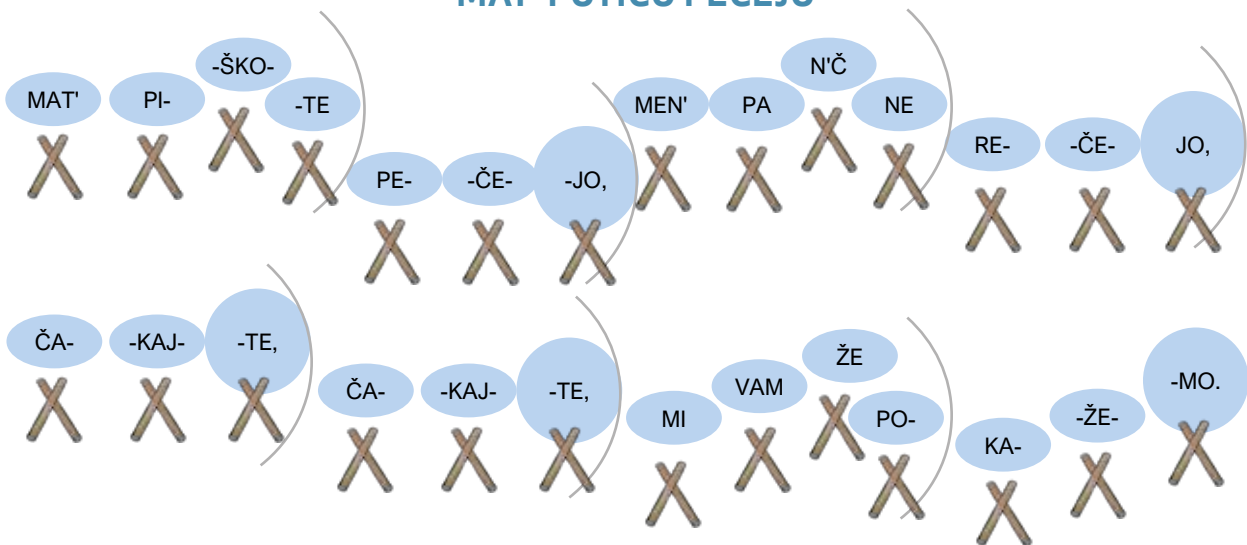 MAT' PI- -ŠKO- -TE PE- -ČE- -JO, MEN' PA N'Č NE RE- -ČE- JO,
ČA- -KAJ- -TE, ČA- -KAJ- -TE, MI VAM ŽE PO- KA- -ŽE- -MO.